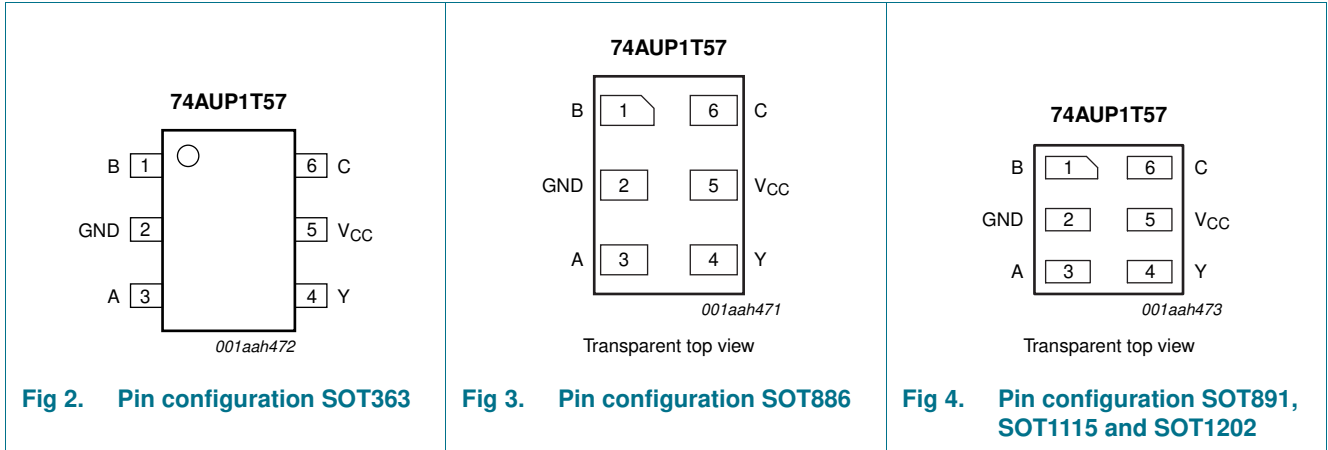 74AUP1T57
B 1 6 C
GND 2 5 VCC
A 3 4 Y
001aah472
Fig 2. Pin configuration SOT363
74AUP1T57
B 1 6 C
GND 2 5 VCC
A 3 4 Y
001aah471
Transparent top view
Fig 3. Pin configuration SOT886
74AUP1T57
B 1 6 C
GND 2 5 VCC
A 3 4 Y
001aah473
Transparent top view
Fig 4. Pin configuration SOT891,
SOT1115 and SOT1202